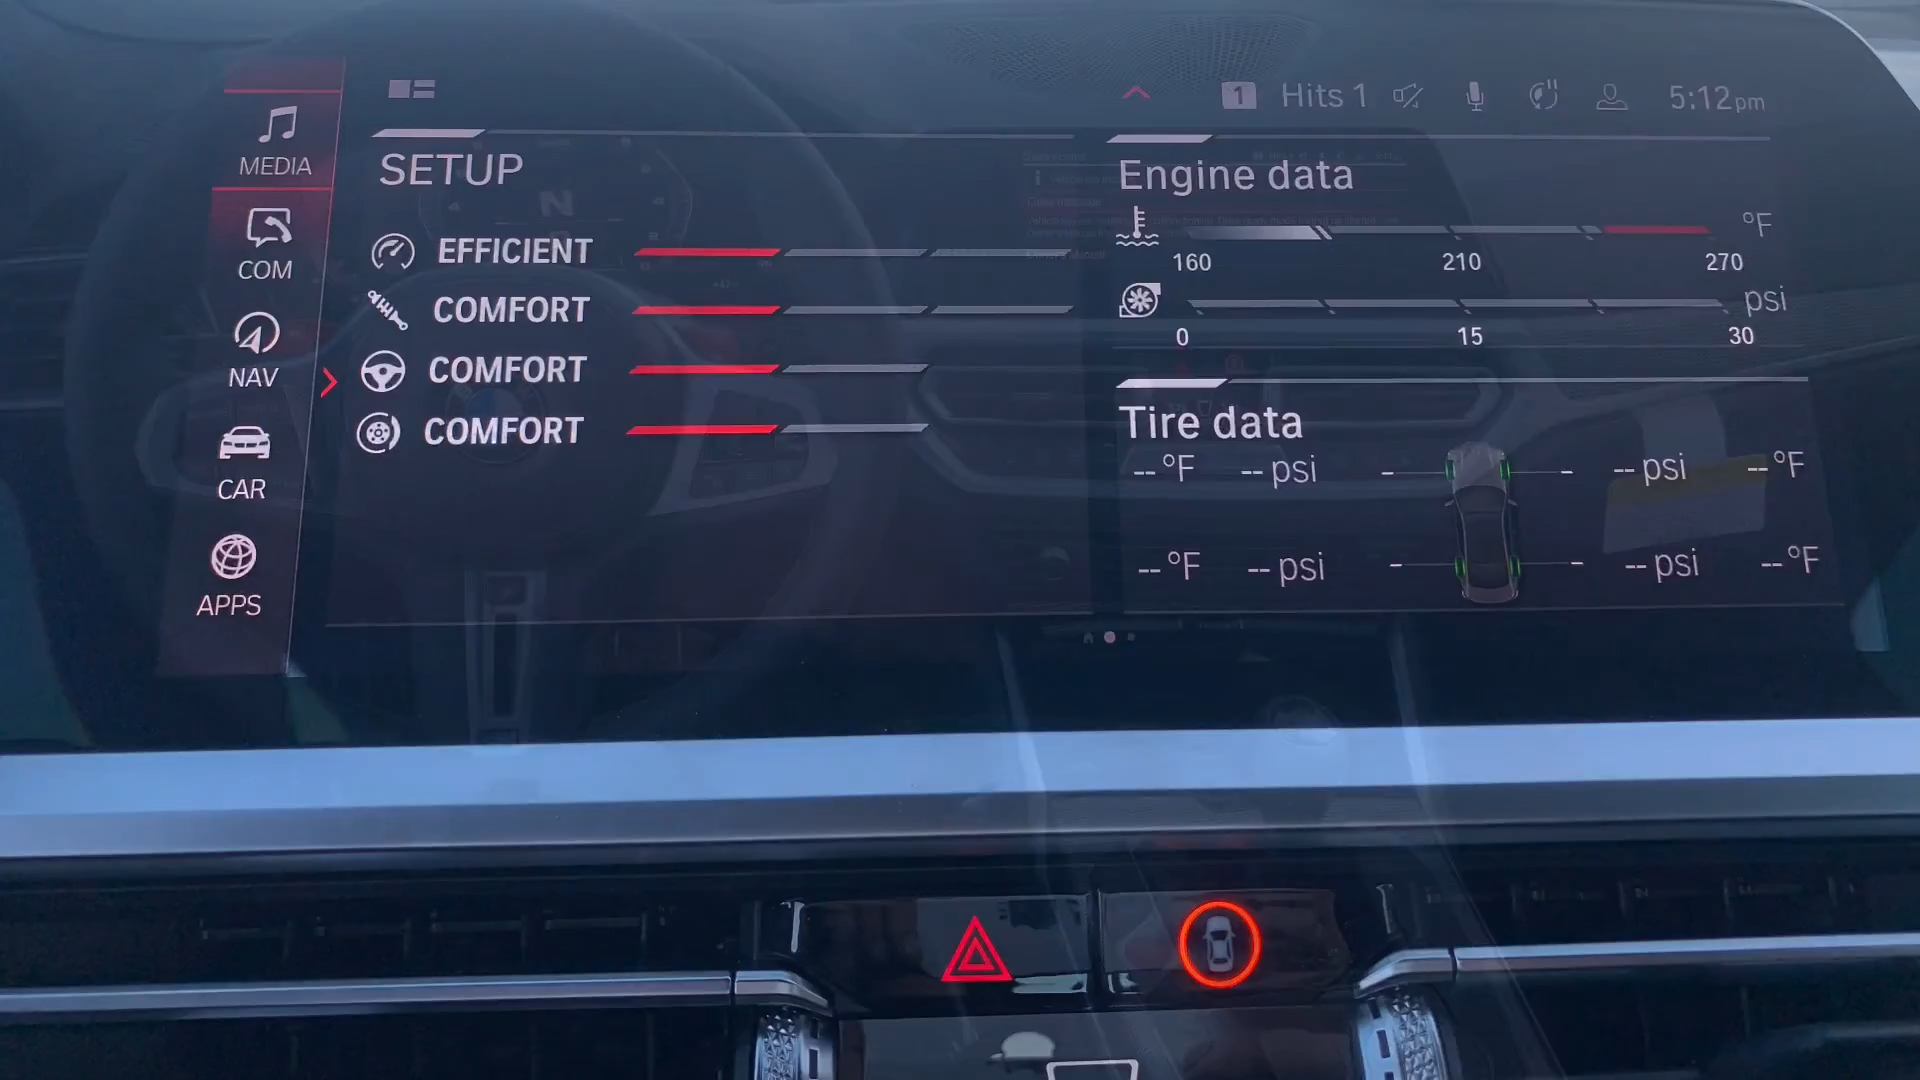 1 Hits 1 5:12pm
MEDIA
COM
NAV
CAR
APPS
SETUP
EFFICIENT
COMFORT
COMFORT
COMFORT
Engine data
°F
160 210 270
psi
0 15 30
Tire data
--°F --psi --psi --°F
--°F --psi --psi --°F
N